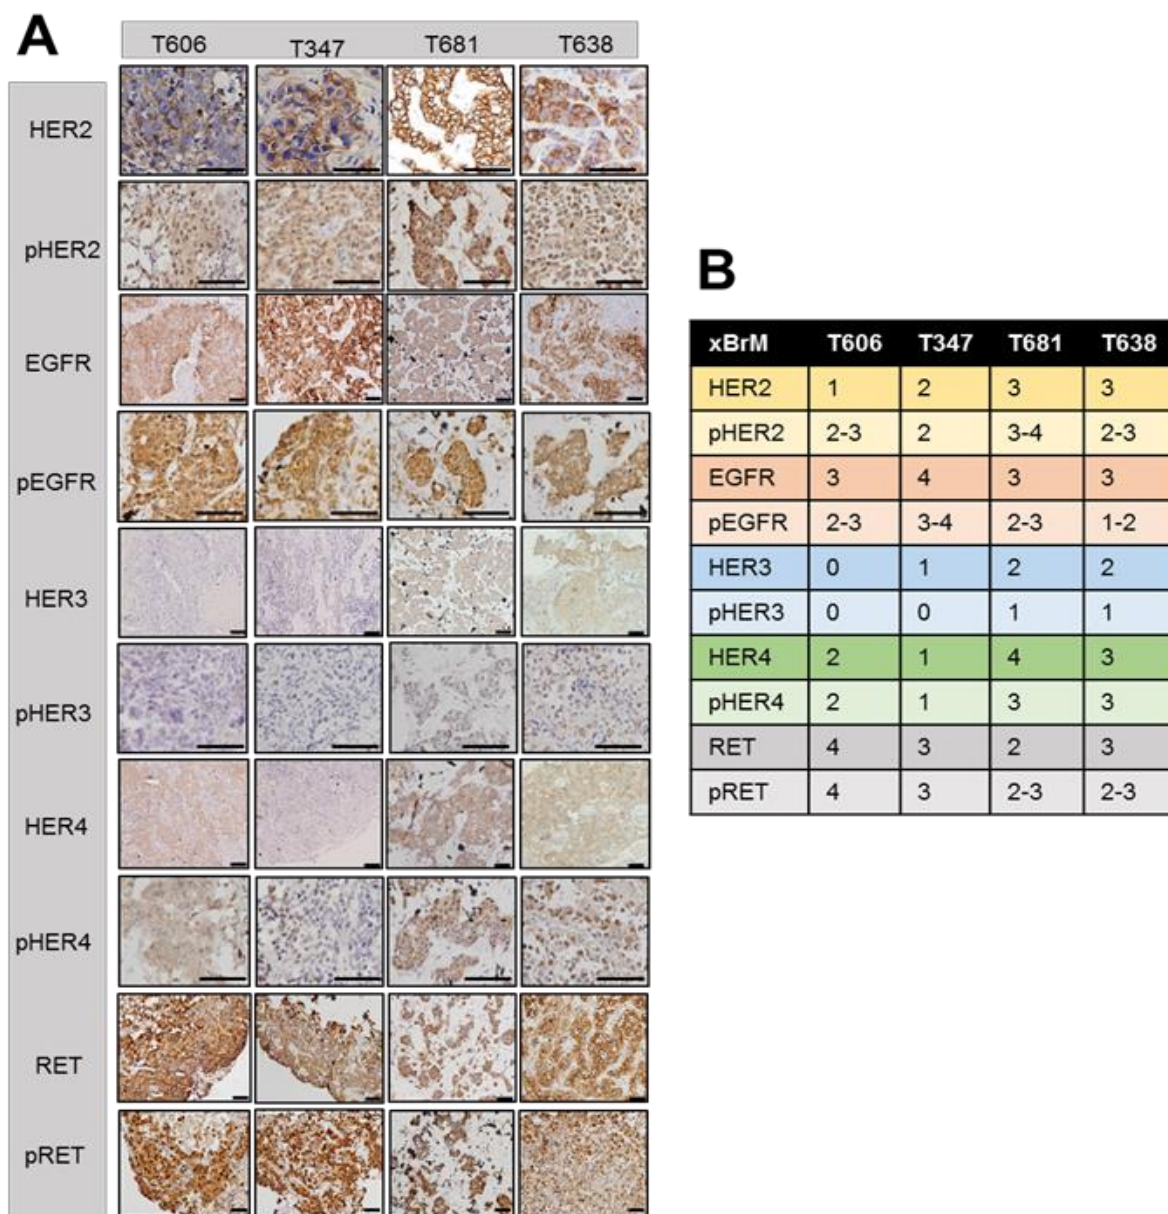 A
T606 T347 T681 T638
HER2
pHER2
EGFR
pEGFR
HER3
pHER3
HER4
pHER4
RET
pRET
B
xBrM T606 T347 T681 T638
HER2 1 2 3 3
pHER2 2-3 2 3-4 2-3
EGFR 3 4 3 3
pEGFR 2-3 3-4 2-3 1-2
HER3 0 1 2 2
pHER3 0 0 1 1
HER4 2 1 4 3
pHER4 2 1 3 3
RET 4 3 2 3
pRET 4 3 2-3 2-3